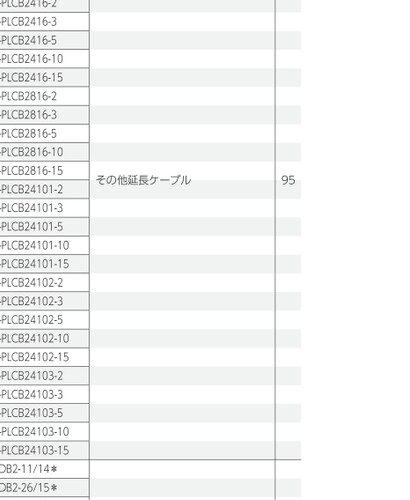 -PLCB2416-2
-PLCB2416-3
-PLCB2416-5
-PLCB2416-10
-PLCB2416-15
-PLCB2816-2
-PLCB2816-3
-PLCB2816-5
-PLCB2816-10
-PLCB2816-15
その他延長ケーブル 95
-PLCB24101-2
-PLCB24101-3
-PLCB24101-5
-PLCB24101-10
-PLCB24101-15
-PLCB24102-2
-PLCB24102-3
-PLCB24102-5
-PLCB24102-10
-PLCB24102-15
-PLCB24103-2
-PLCB24103-3
-PLCB24103-5
-PLCB24103-10
-PLCB24103-15
DB2-11/14*
DB2-26/15*